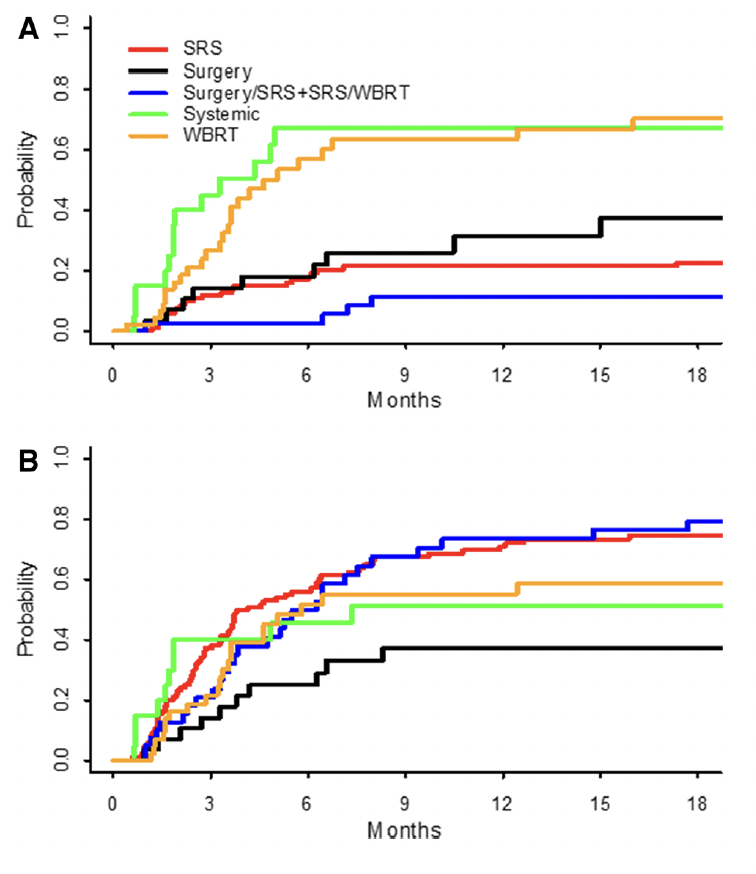 A
1.0
0.8
0.6
0.4
0.2
0.0
Probability
SRS
Surgery
Surgery/SRS+SRS/WBRT
Systemic
WBRT
0 3 6 9 12 15 18
Months
B
1.0
0.8
0.6
0.4
0.2
0.0
Probability
0 3 6 9 12 15 18
Months